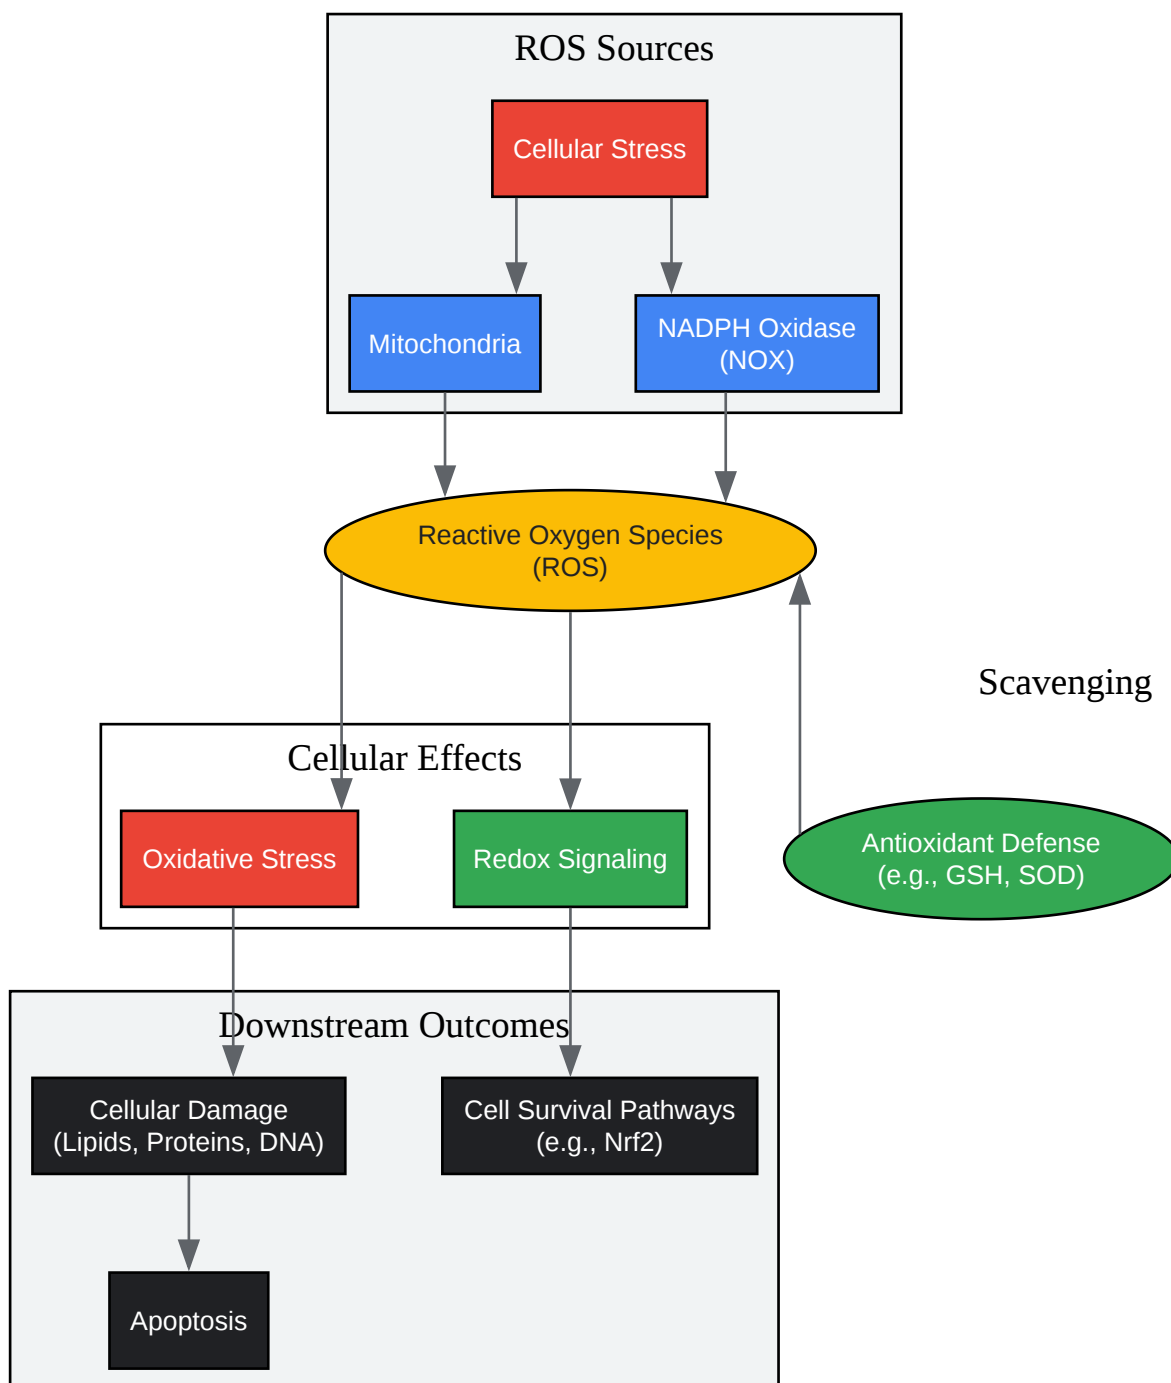 ROS Sources
Cellular Stress
Mitochondria
NADPH Oxidase
(NOX)
Reactive Oxygen Species
(ROS)
Scavenging
Cellular Effects
Oxidative Stress
Redox Signaling
Antioxidant Defense
(e.g., GSH, SOD)
Downstream Outcomes
Cellular Damage
(Lipids, Proteins, DNA)
Cell Survival Pathways
(e.g., Nrf2)
Apoptosis